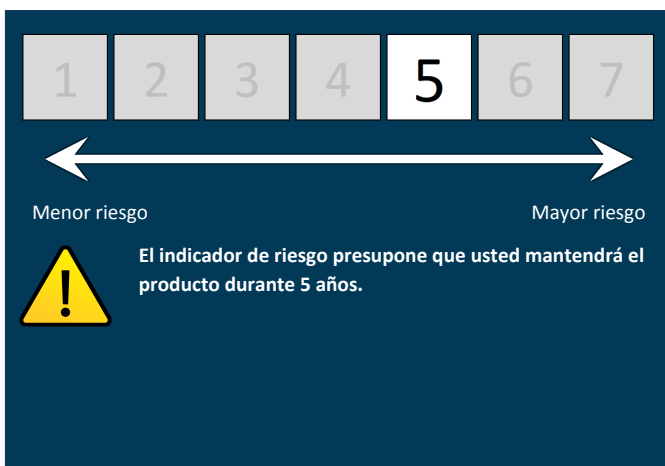 1 2 3 4 5 6 7
Menor riesgo Mayor riesgo
El indicador de riesgo presupone que usted mantendrá el
producto durante 5 años.